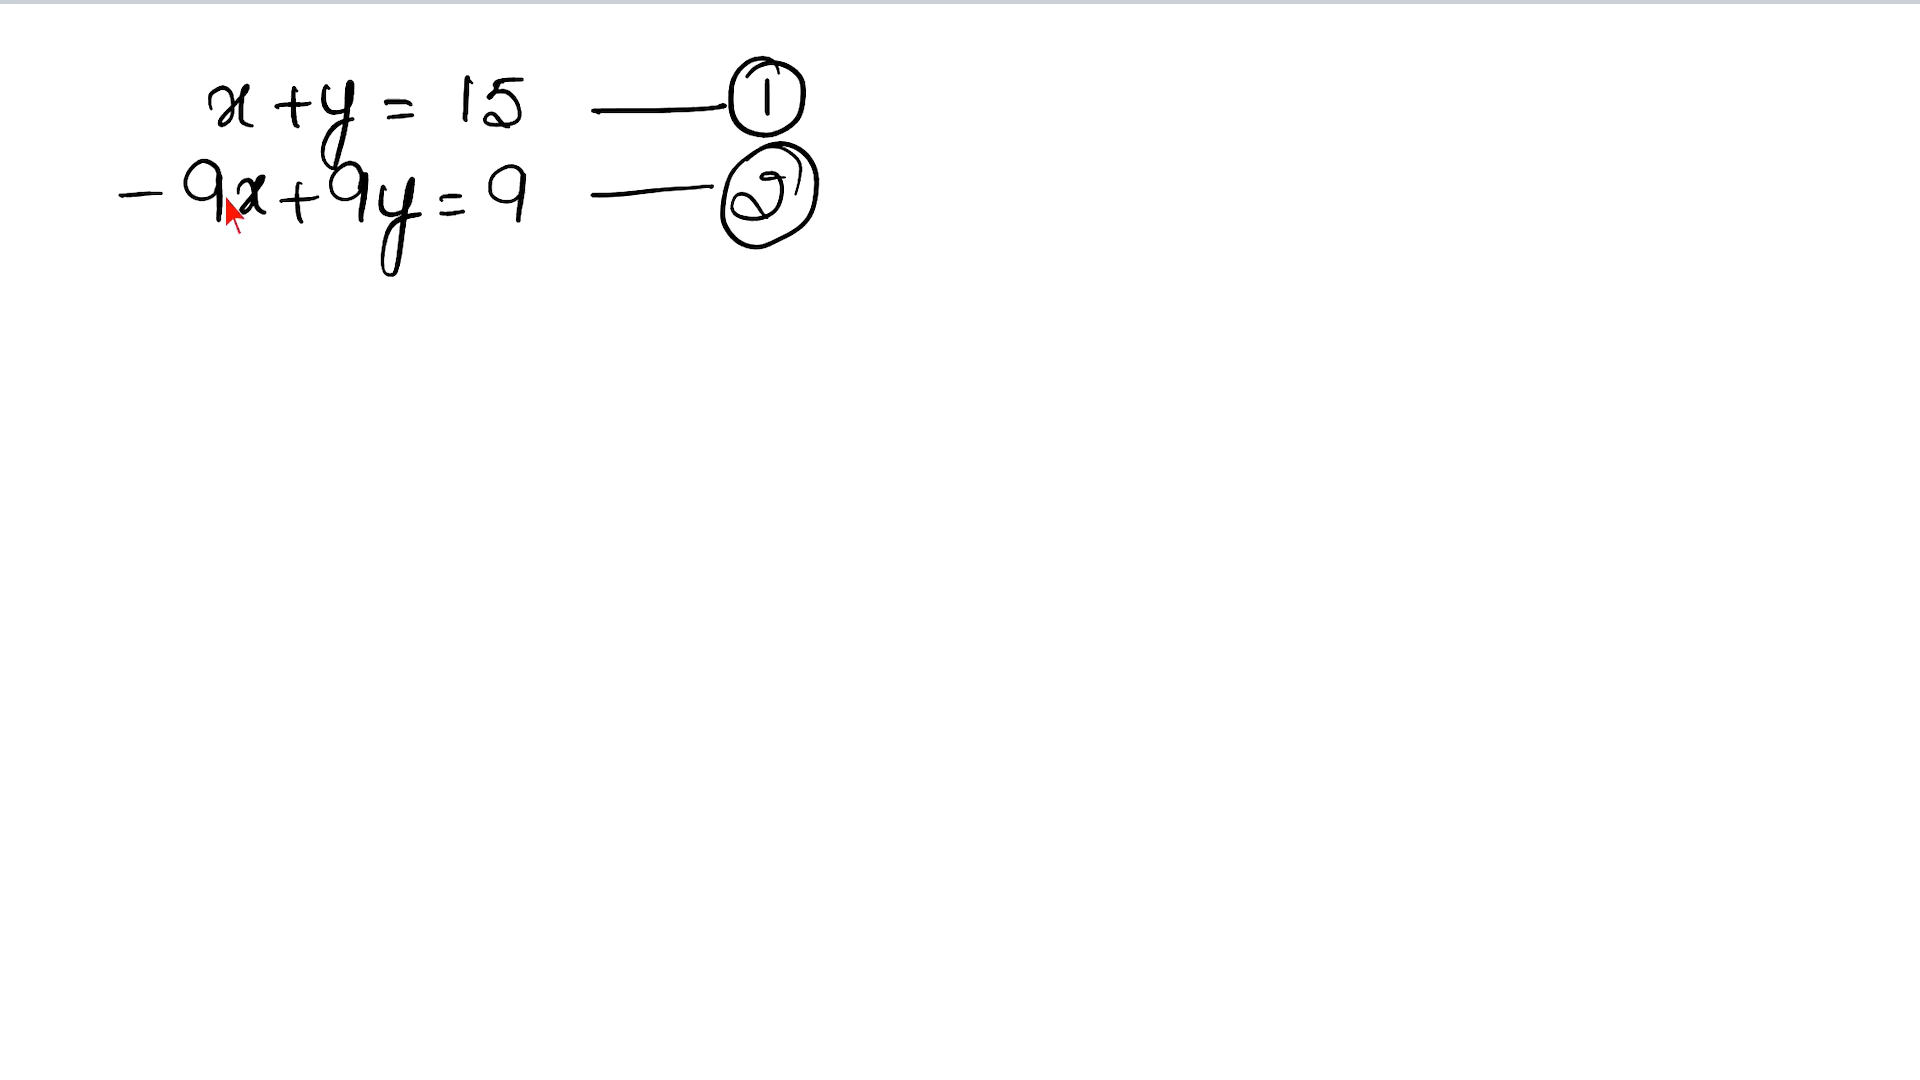 x + y = 15 —— ①
- 9x + 9y = 9 —— ②